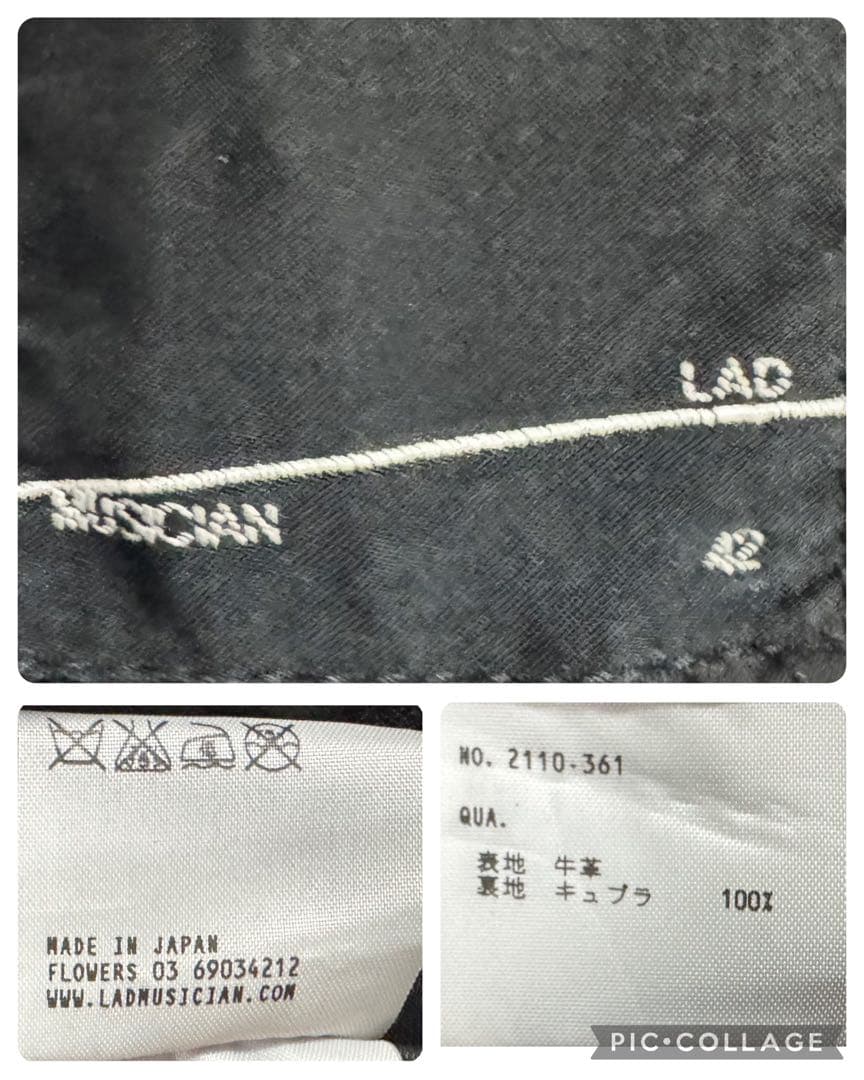 LAD
MUSICIAN
42
MADE IN JAPAN
FLOWERS 03 69034212
WWW.LADMUSICIAN.COM
NO. 2110-361
QUA.
表地 牛革
裏地 キュプラ 100%
PIC•COLLAGE